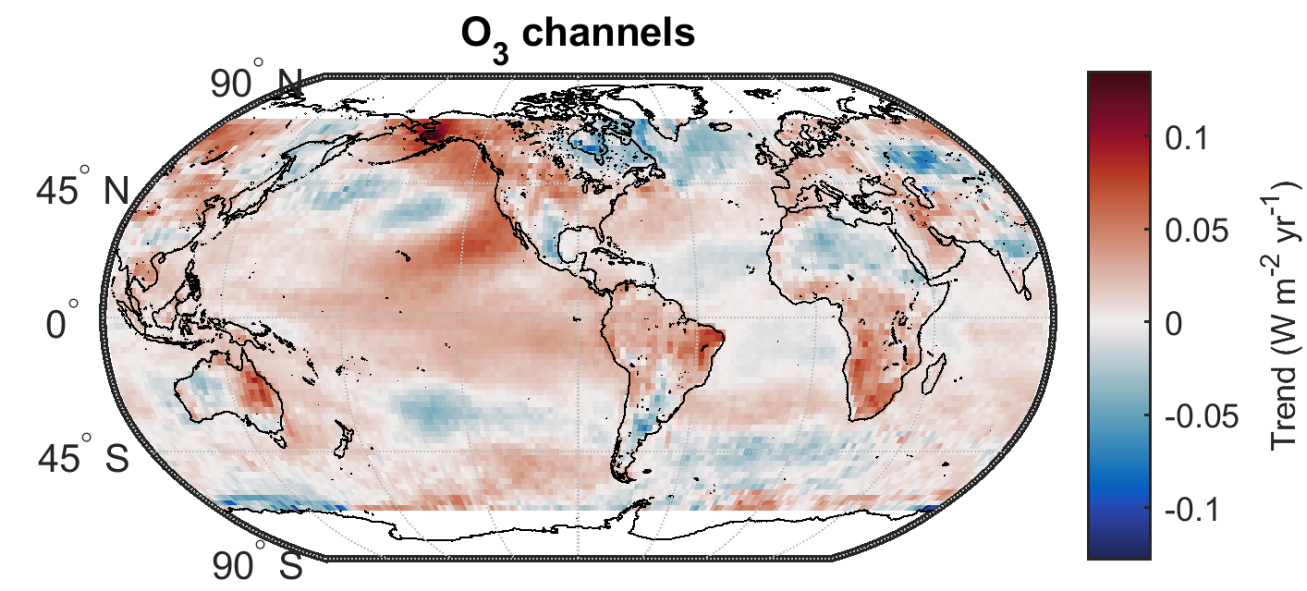 O₃ channels
90° N
45° N
0°
45° S
90° S
0.1
0.05
0
-0.05
-0.1
Trend (W m⁻² yr⁻¹)